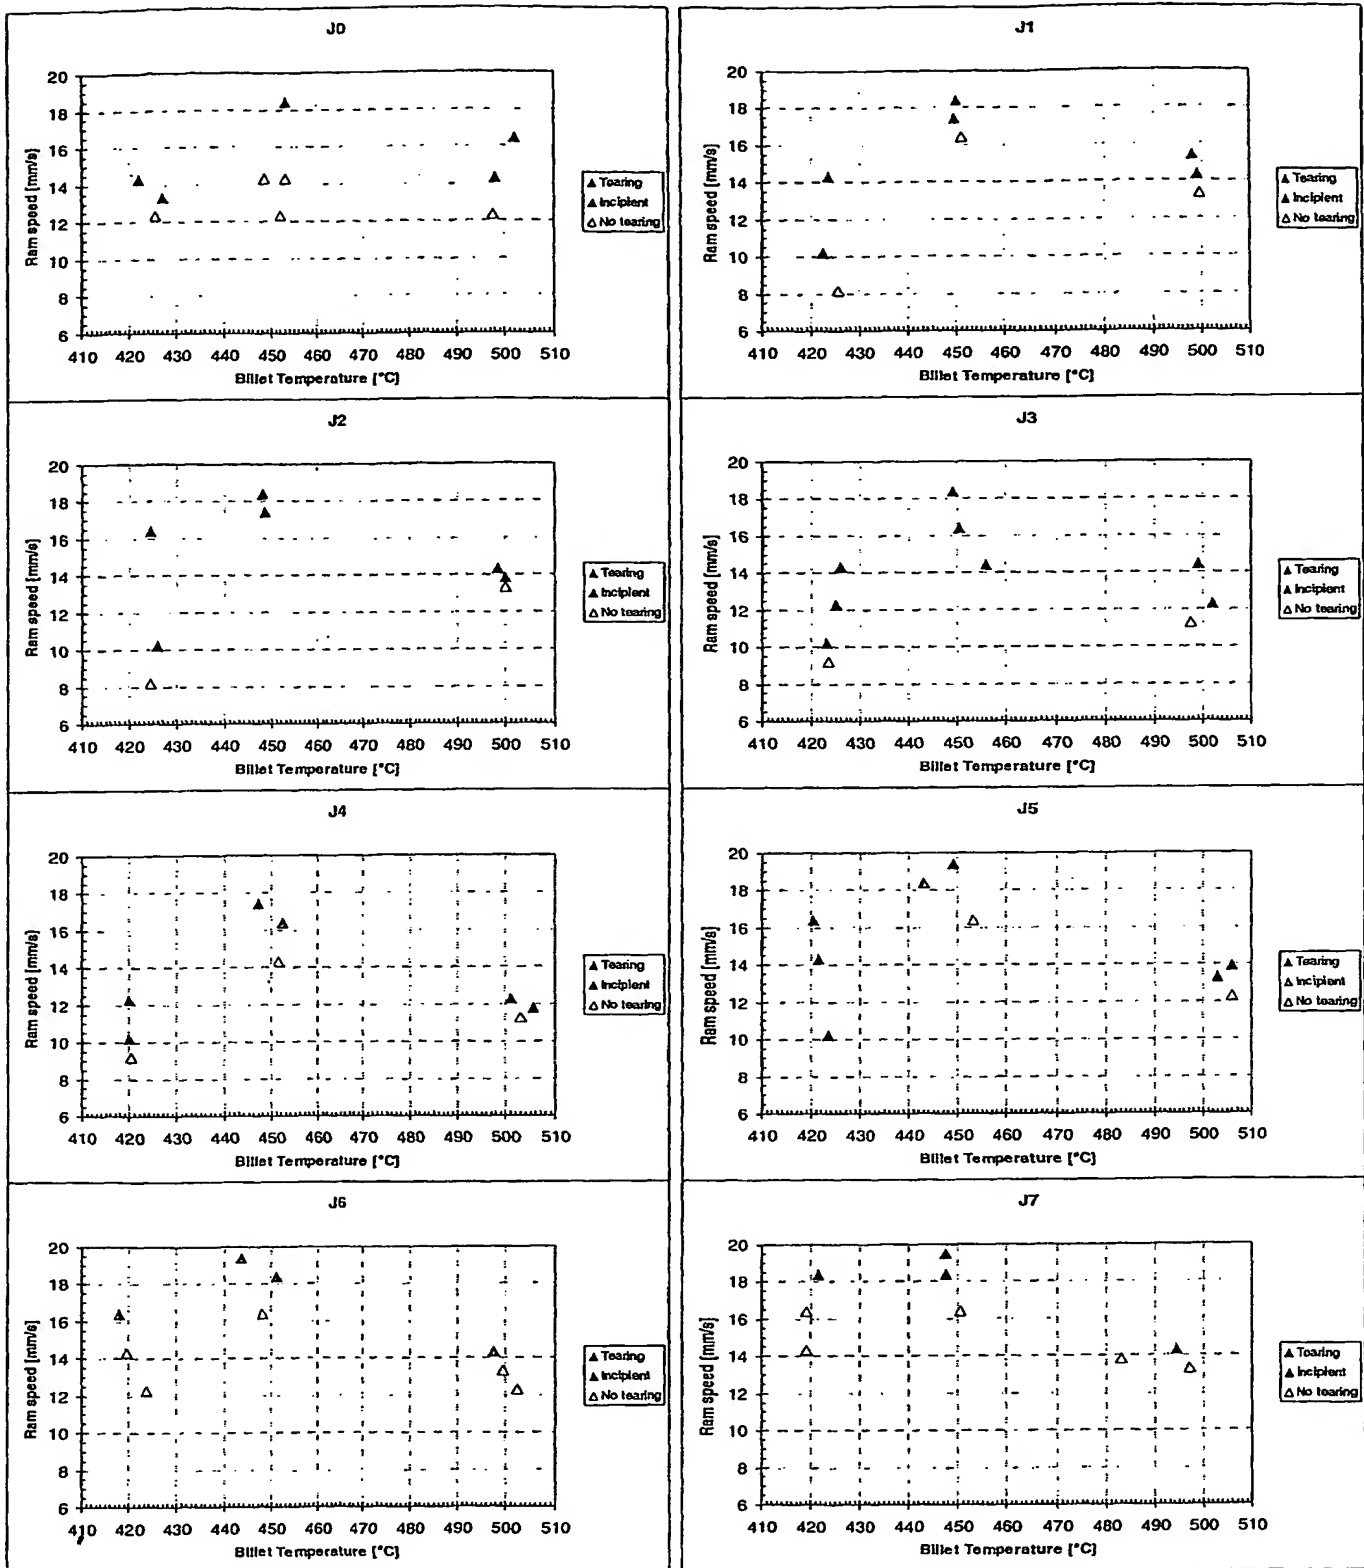 J0
20
18
16
14
12
10
8
6
Ram speed [mm/s]
410 420 430 440 450 460 470 480 490 500 510
Billet Temperature [°C]
Tearing
Incipient
No tearing
J1
20
18
16
14
12
10
8
6
Ram speed [mm/s]
410 420 430 440 450 460 470 480 490 500 510
Billet Temperature [°C]
Tearing
Incipient
No tearing
J2
20
18
16
14
12
10
8
6
Ram speed [mm/s]
410 420 430 440 450 460 470 480 490 500 510
Billet Temperature [°C]
Tearing
Incipient
No tearing
J3
20
18
16
14
12
10
8
6
Ram speed [mm/s]
410 420 430 440 450 460 470 480 490 500 510
Billet Temperature [°C]
Tearing
Incipient
No tearing
J4
20
18
16
14
12
10
8
6
Ram speed [mm/s]
410 420 430 440 450 460 470 480 490 500 510
Billet Temperature [°C]
Tearing
Incipient
No tearing
J5
20
18
16
14
12
10
8
6
Ram speed [mm/s]
410 420 430 440 450 460 470 480 490 500 510
Billet Temperature [°C]
Tearing
Incipient
No tearing
J6
20
18
16
14
12
10
8
6
Ram speed [mm/s]
410 420 430 440 450 460 470 480 490 500 510
Billet Temperature [°C]
Tearing
Incipient
No tearing
J7
20
18
16
14
12
10
8
6
Ram speed [mm/s]
410 420 430 440 450 460 470 480 490 500 510
Billet Temperature [°C]
Tearing
Incipient
No tearing